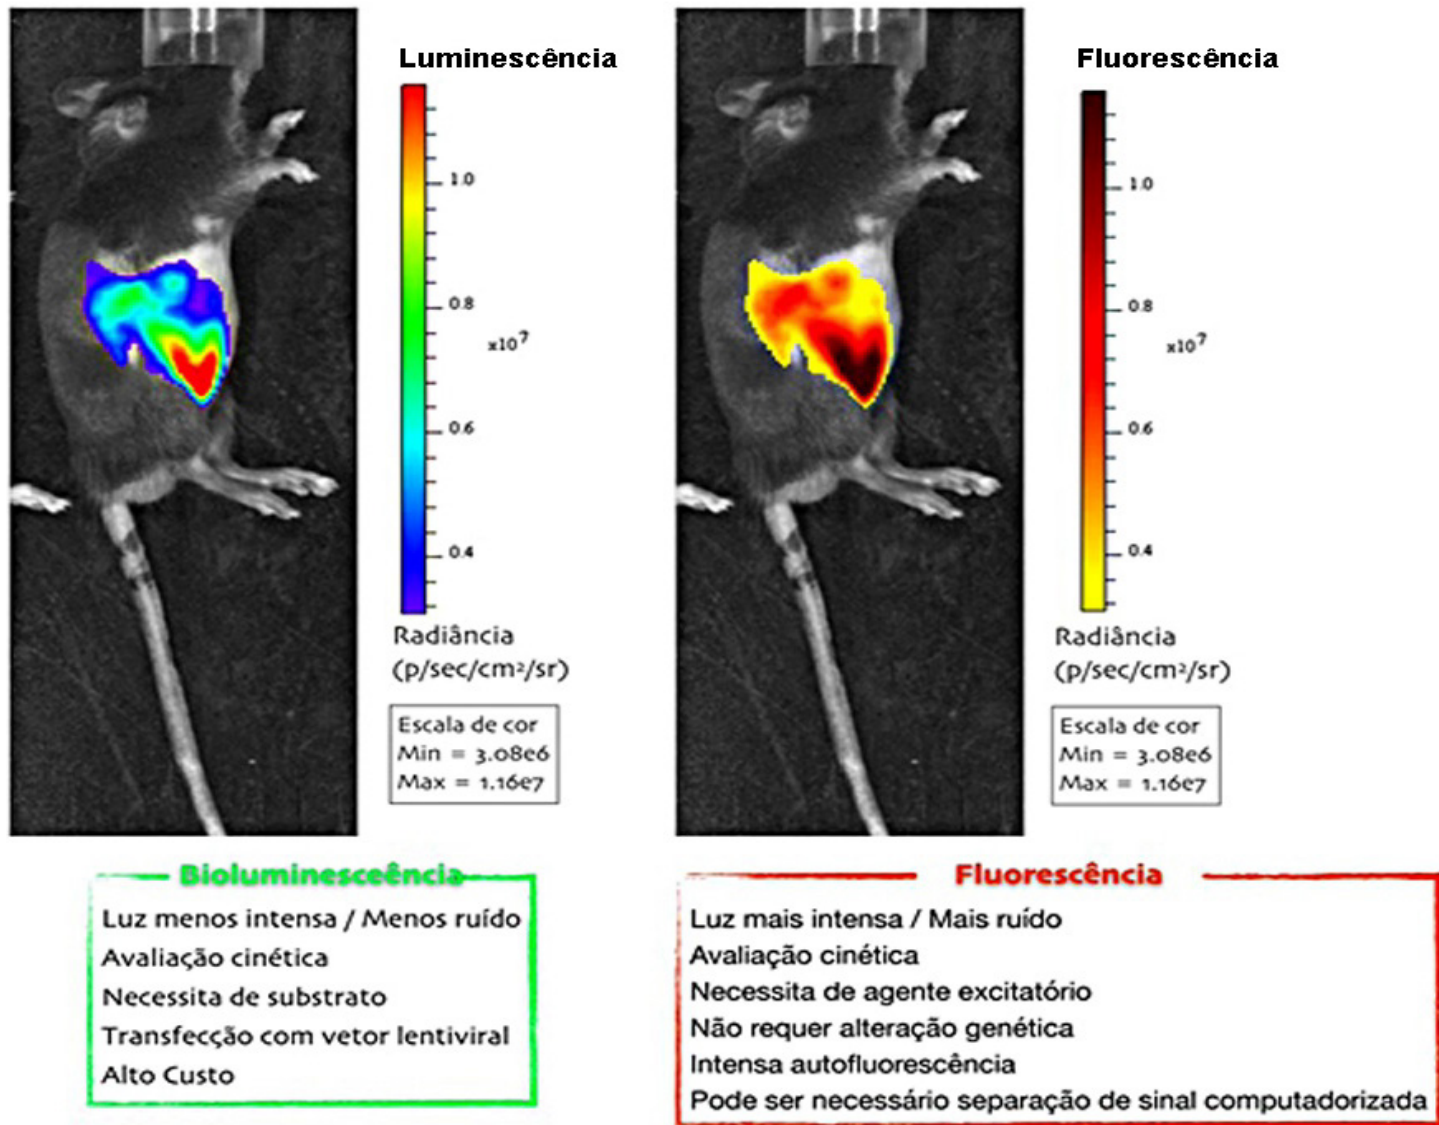 Luminescência
1.0
0.8
x10⁷
0.6
0.4
Radiância
(p/sec/cm²/sr)
Escala de cor
Min = 3.08e6
Max = 1.16e7
Fluorescência
1.0
0.8
x10⁷
0.6
0.4
Radiância
(p/sec/cm²/sr)
Escala de cor
Min = 3.08e6
Max = 1.16e7
Bioluminesceência
Luz menos intensa / Menos ruído
Avaliação cinética
Necessita de substrato
Transfecção com vetor lentiviral
Alto Custo
Fluorescência
Luz mais intensa / Mais ruído
Avaliação cinética
Necessita de agente excitatório
Não requer alteração genética
Intensa autofluorescência
Pode ser necessário separação de sinal computadorizada